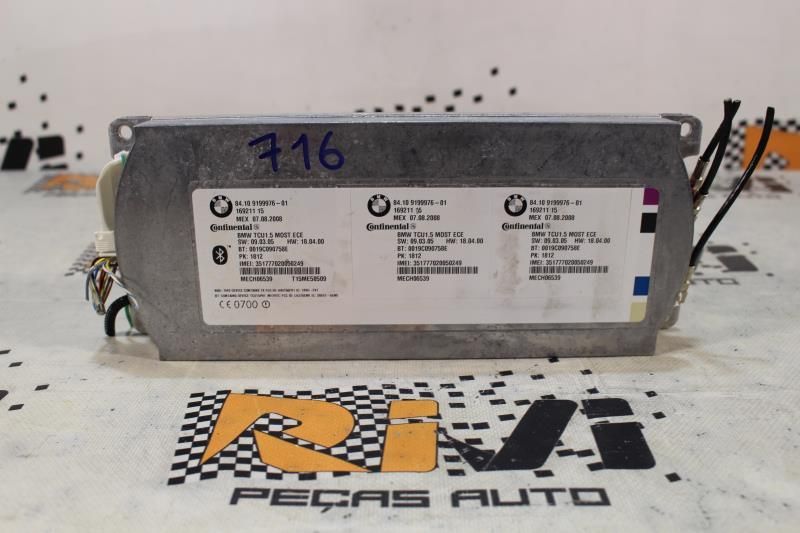 716
84.10 9199976-01
169211 15
MEX 07.08.2008
Continental
BMW TCU1.5 MOST ECE
SW: 09.03.05 HW: 18.04.00
BT: 0019C090758E
PK: 1812
IMEI: 351777020050249
MECH06539 T15ME50509
CE 0700
84.10 9199976-01
169211 15
MEX 07.08.2008
Continental
BMW TCU1.5 MOST ECE
SW: 09.03.05 HW: 18.04.00
BT: 0019C090758E
PK: 1812
IMEI: 351777020050249
MECH06539
84.10 9199976-01
169211 15
MEX 07.08.2008
Continental
BMW TCU1.5 MOST ECE
SW: 09.03.05 HW: 18.04.00
BT: 0019C090758E
PK: 1812
IMEI: 351777020050249
MECH06539
RiVi
PEÇAS AUTO